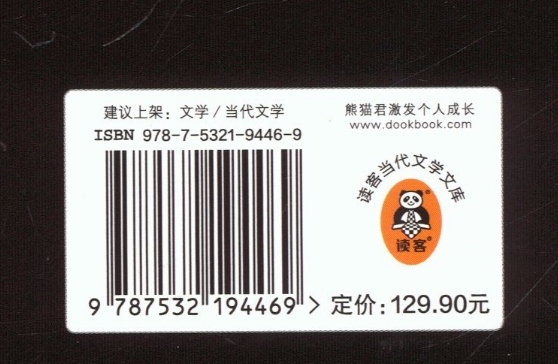 建议上架：文学／当代文学
ISBN 978-7-5321-9446-9
熊猫君激发个人成长
www.dookbook.com
读客当代文学文库
读客®
9 787532 194469 >
定价：129.90元